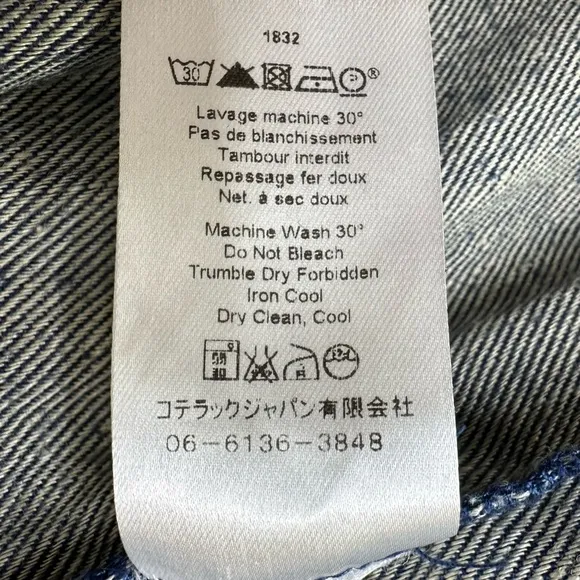 1832
30
®
Lavage machine 30°
Pas de blanchissement
Tambour interdit
Repassage fer doux
Net. à sec doux
Machine Wash 30°
Do Not Bleach
Trumble Dry Forbidden
Iron Cool
Dry Clean, Cool
コテラックジャパン有限会社
06-6136-3848